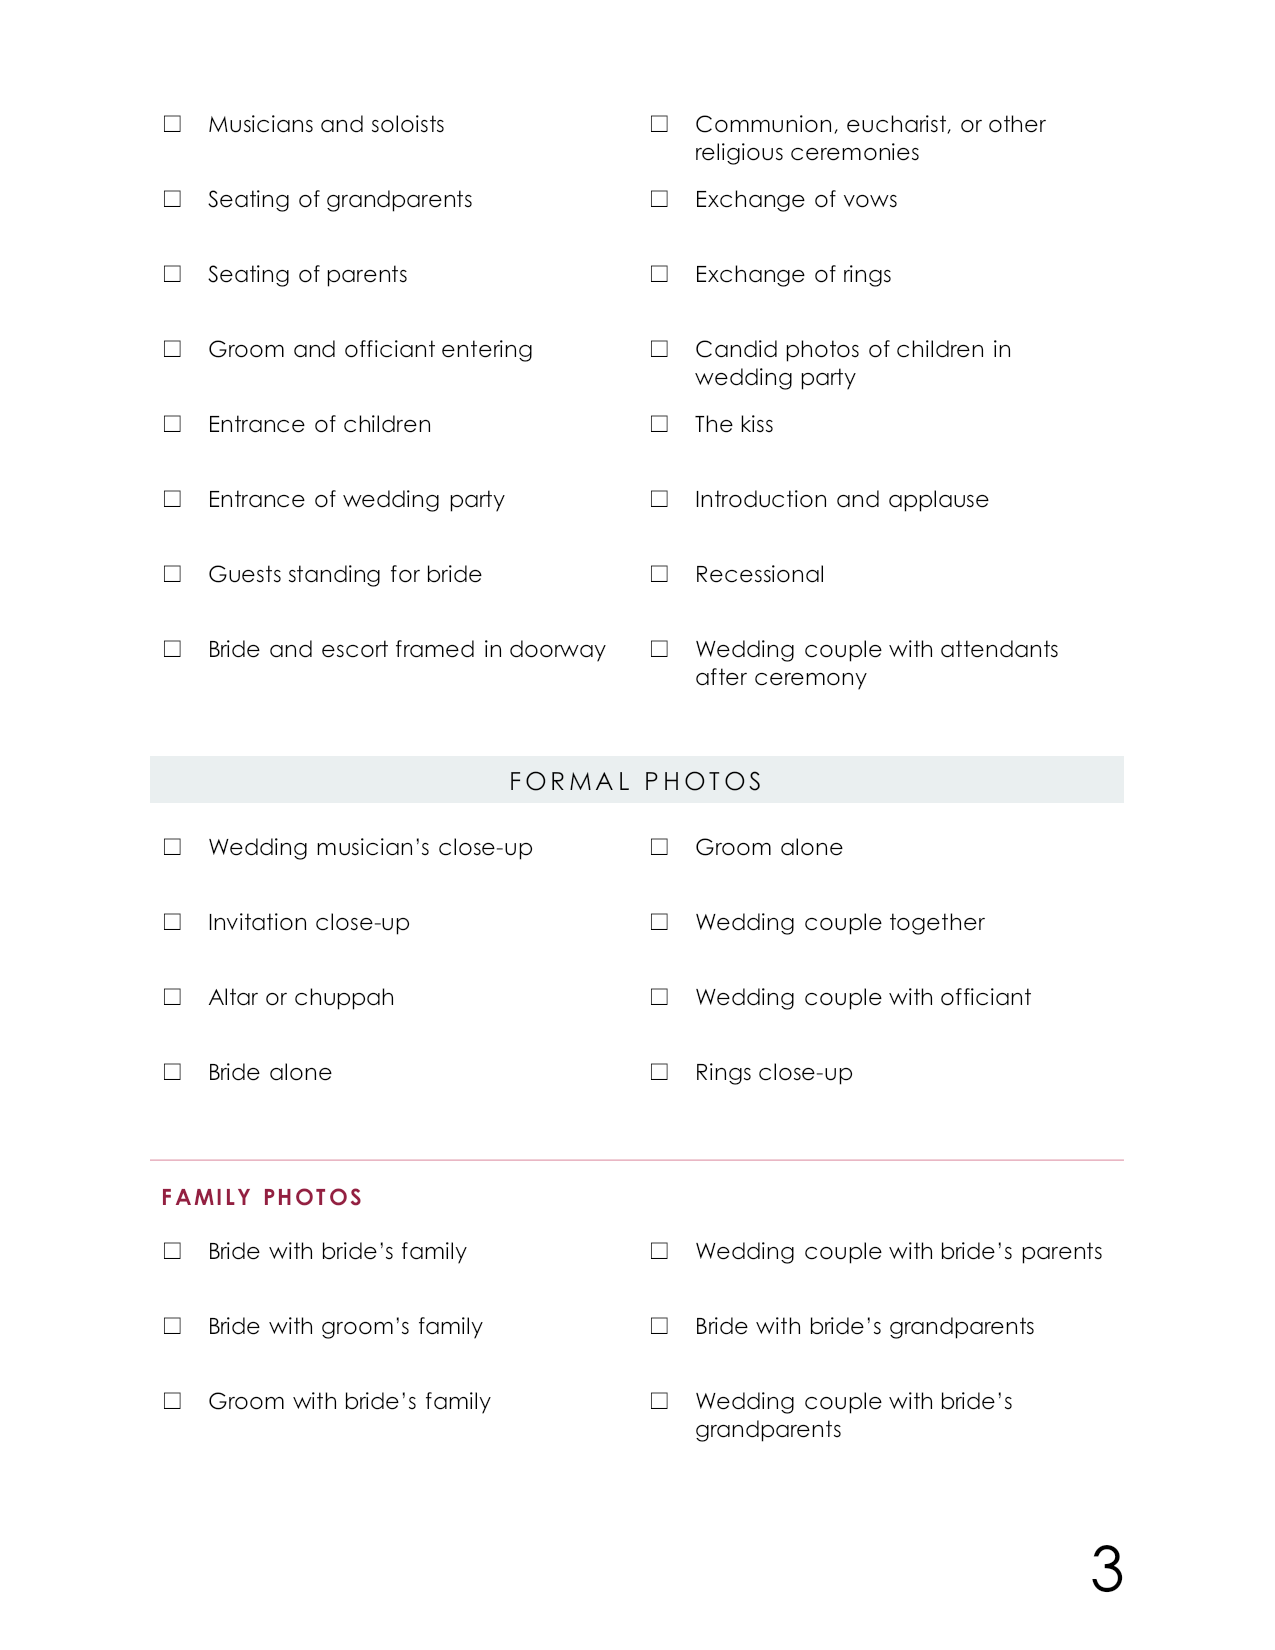 ☐ Musicians and soloists
☐ Seating of grandparents
☐ Seating of parents
☐ Groom and officiant entering
☐ Entrance of children
☐ Entrance of wedding party
☐ Guests standing for bride
☐ Bride and escort framed in doorway
☐ Communion, eucharist, or other
religious ceremonies
☐ Exchange of vows
☐ Exchange of rings
☐ Candid photos of children in
wedding party
☐ The kiss
☐ Introduction and applause
☐ Recessional
☐ Wedding couple with attendants
after ceremony
FORMAL PHOTOS
☐ Wedding musician’s close-up
☐ Invitation close-up
☐ Altar or chuppah
☐ Bride alone
☐ Groom alone
☐ Wedding couple together
☐ Wedding couple with officiant
☐ Rings close-up
FAMILY PHOTOS
☐ Bride with bride’s family
☐ Bride with groom’s family
☐ Groom with bride’s family
☐ Wedding couple with bride’s parents
☐ Bride with bride’s grandparents
☐ Wedding couple with bride’s
grandparents
3